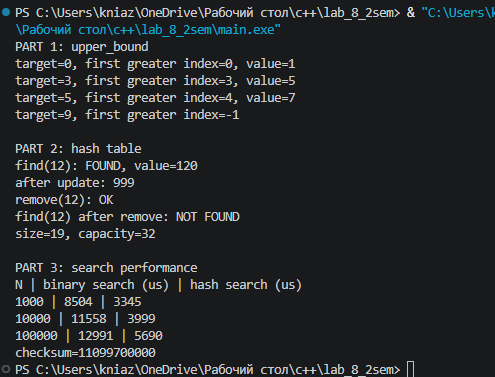 PS C:\Users\kniaz\OneDrive\Рабочий стол\c++\lab_8_2sem> & "C:\Users\k
\Рабочий стол\c++\lab_8_2sem\main.exe"
PART 1: upper_bound
target=0, first greater index=0, value=1
target=3, first greater index=3, value=5
target=5, first greater index=4, value=7
target=9, first greater index=-1
PART 2: hash table
find(12): FOUND, value=120
after update: 999
remove(12): OK
find(12) after remove: NOT FOUND
size=19, capacity=32
PART 3: search performance
N | binary search (us) | hash search (us)
1000 | 8504 | 3345
10000 | 11558 | 3999
100000 | 12991 | 5690
checksum=11099700000
PS C:\Users\kniaz\OneDrive\Рабочий стол\c++\lab_8_2sem>